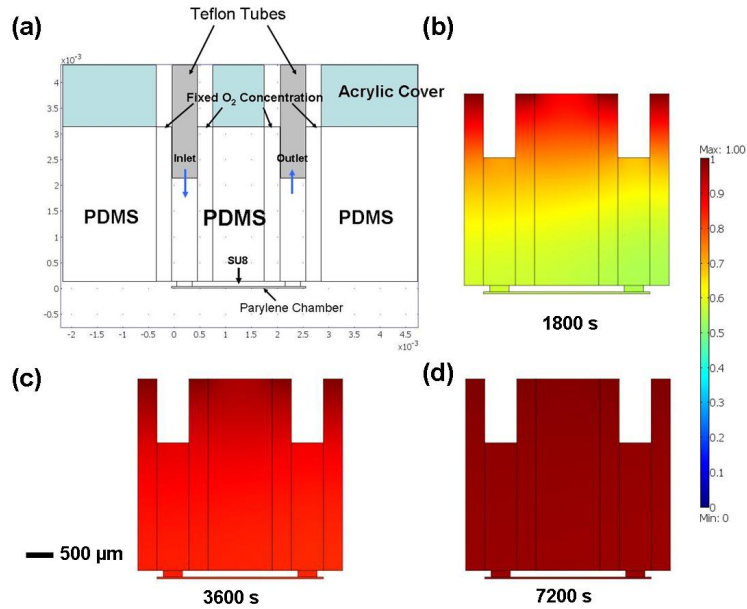 (a)
Teflon Tubes
×10⁻³
4
3.5
3
2.5
2
1.5
1
0.5
0
-0.5
Acrylic Cover
Fixed O₂ Concentration
Inlet
Outlet
PDMS
PDMS
PDMS
SU8
Parylene Chamber
-2 -1.5 -1 -0.5 0 0.5 1 1.5 2 2.5 3 3.5 4 4.5
×10⁻³
(b)
1800 s
Max: 1.00
1
0.9
0.8
0.7
0.6
0.5
0.4
0.3
0.2
0.1
0
Min: 0
(c)
500 µm
3600 s
(d)
7200 s